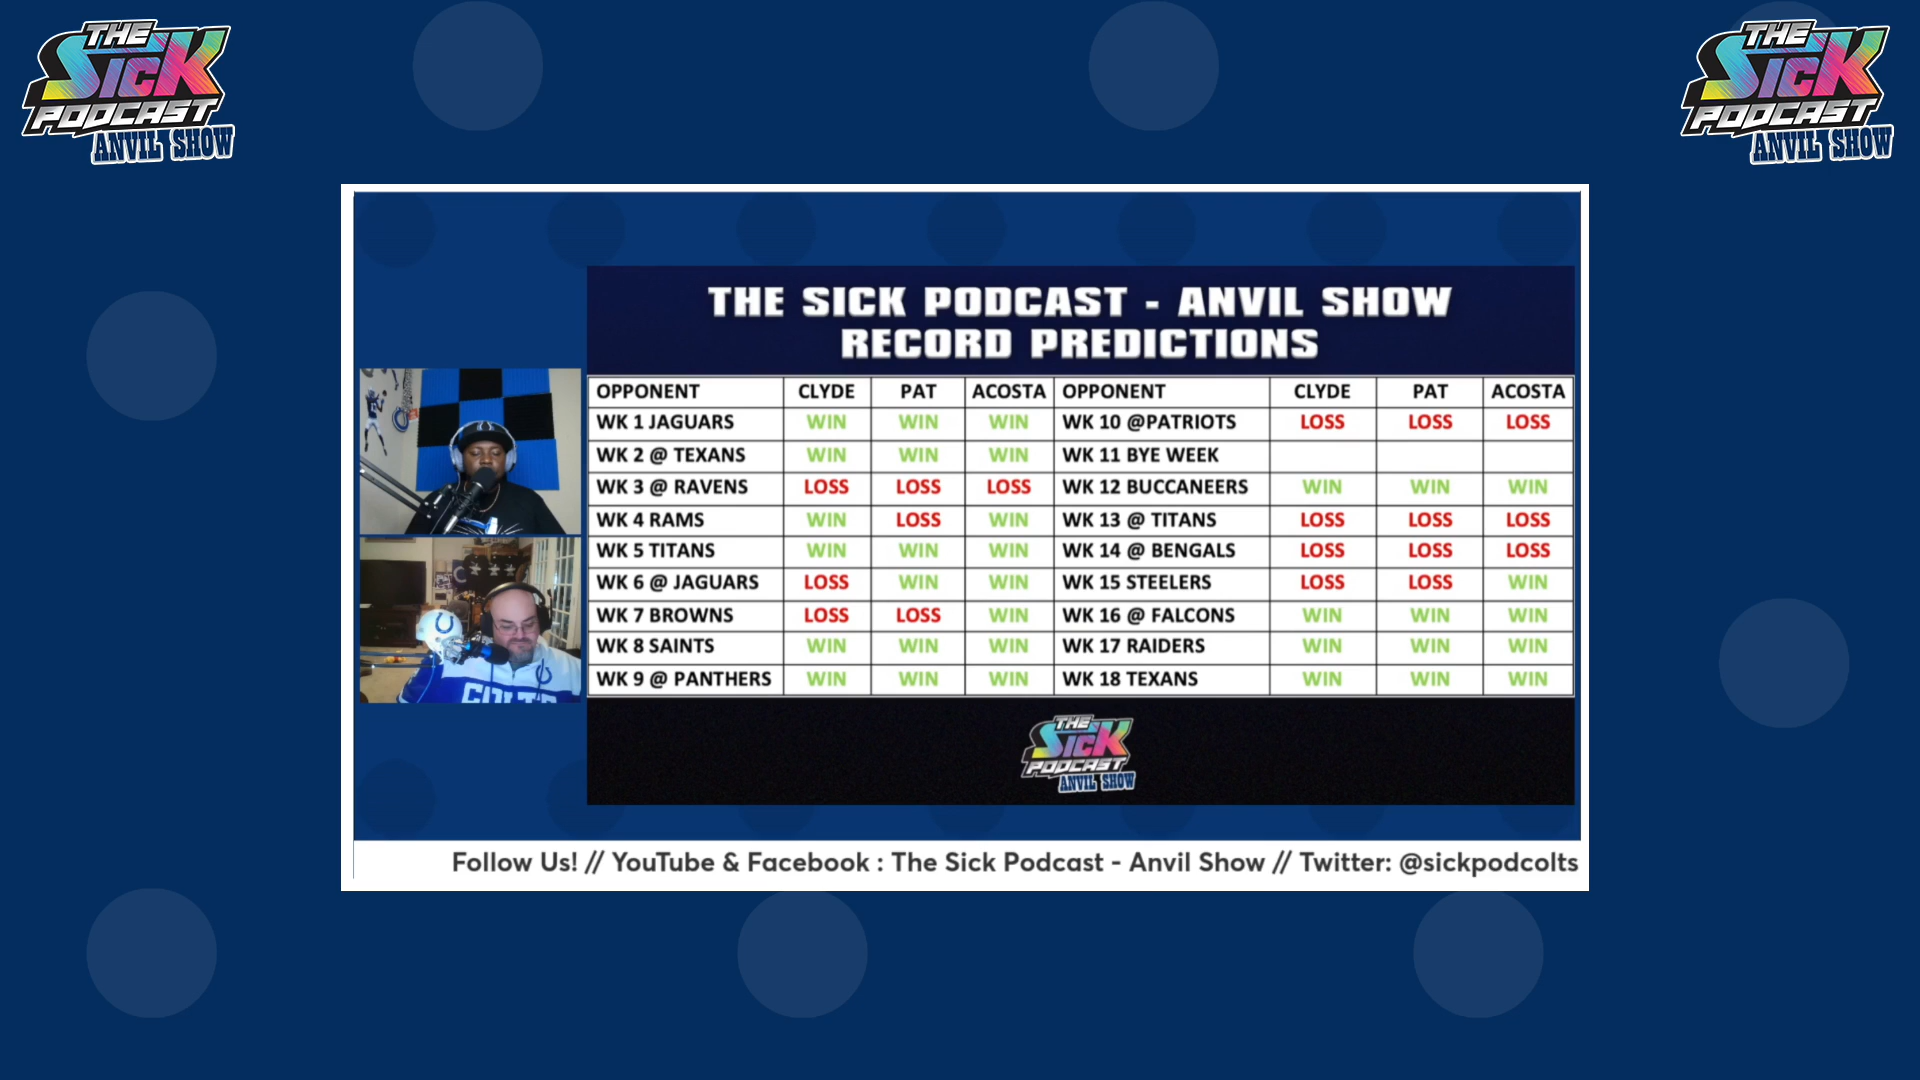 THE SICK PODCAST ANVIL SHOW
THE SICK PODCAST ANVIL SHOW
THE SICK PODCAST - ANVIL SHOW
RECORD PREDICTIONS
OPPONENT CLYDE PAT ACOSTA OPPONENT CLYDE PAT ACOSTA
WK 1 JAGUARS WIN WIN WIN WK 10 @PATRIOTS LOSS LOSS LOSS
WK 2 @ TEXANS WIN WIN WIN WK 11 BYE WEEK
WK 3 @ RAVENS LOSS LOSS LOSS WK 12 BUCCANEERS WIN WIN WIN
WK 4 RAMS WIN LOSS WIN WK 13 @ TITANS LOSS LOSS LOSS
WK 5 TITANS WIN WIN WIN WK 14 @ BENGALS LOSS LOSS LOSS
WK 6 @ JAGUARS LOSS WIN WIN WK 15 STEELERS LOSS LOSS WIN
WK 7 BROWNS LOSS LOSS WIN WK 16 @ FALCONS WIN WIN WIN
WK 8 SAINTS WIN WIN WIN WK 17 RAIDERS WIN WIN WIN
WK 9 @ PANTHERS WIN WIN WIN WK 18 TEXANS WIN WIN WIN
COLTS
THE SICK PODCAST ANVIL SHOW
Follow Us! // YouTube & Facebook : The Sick Podcast - Anvil Show // Twitter: @sickpodcolts